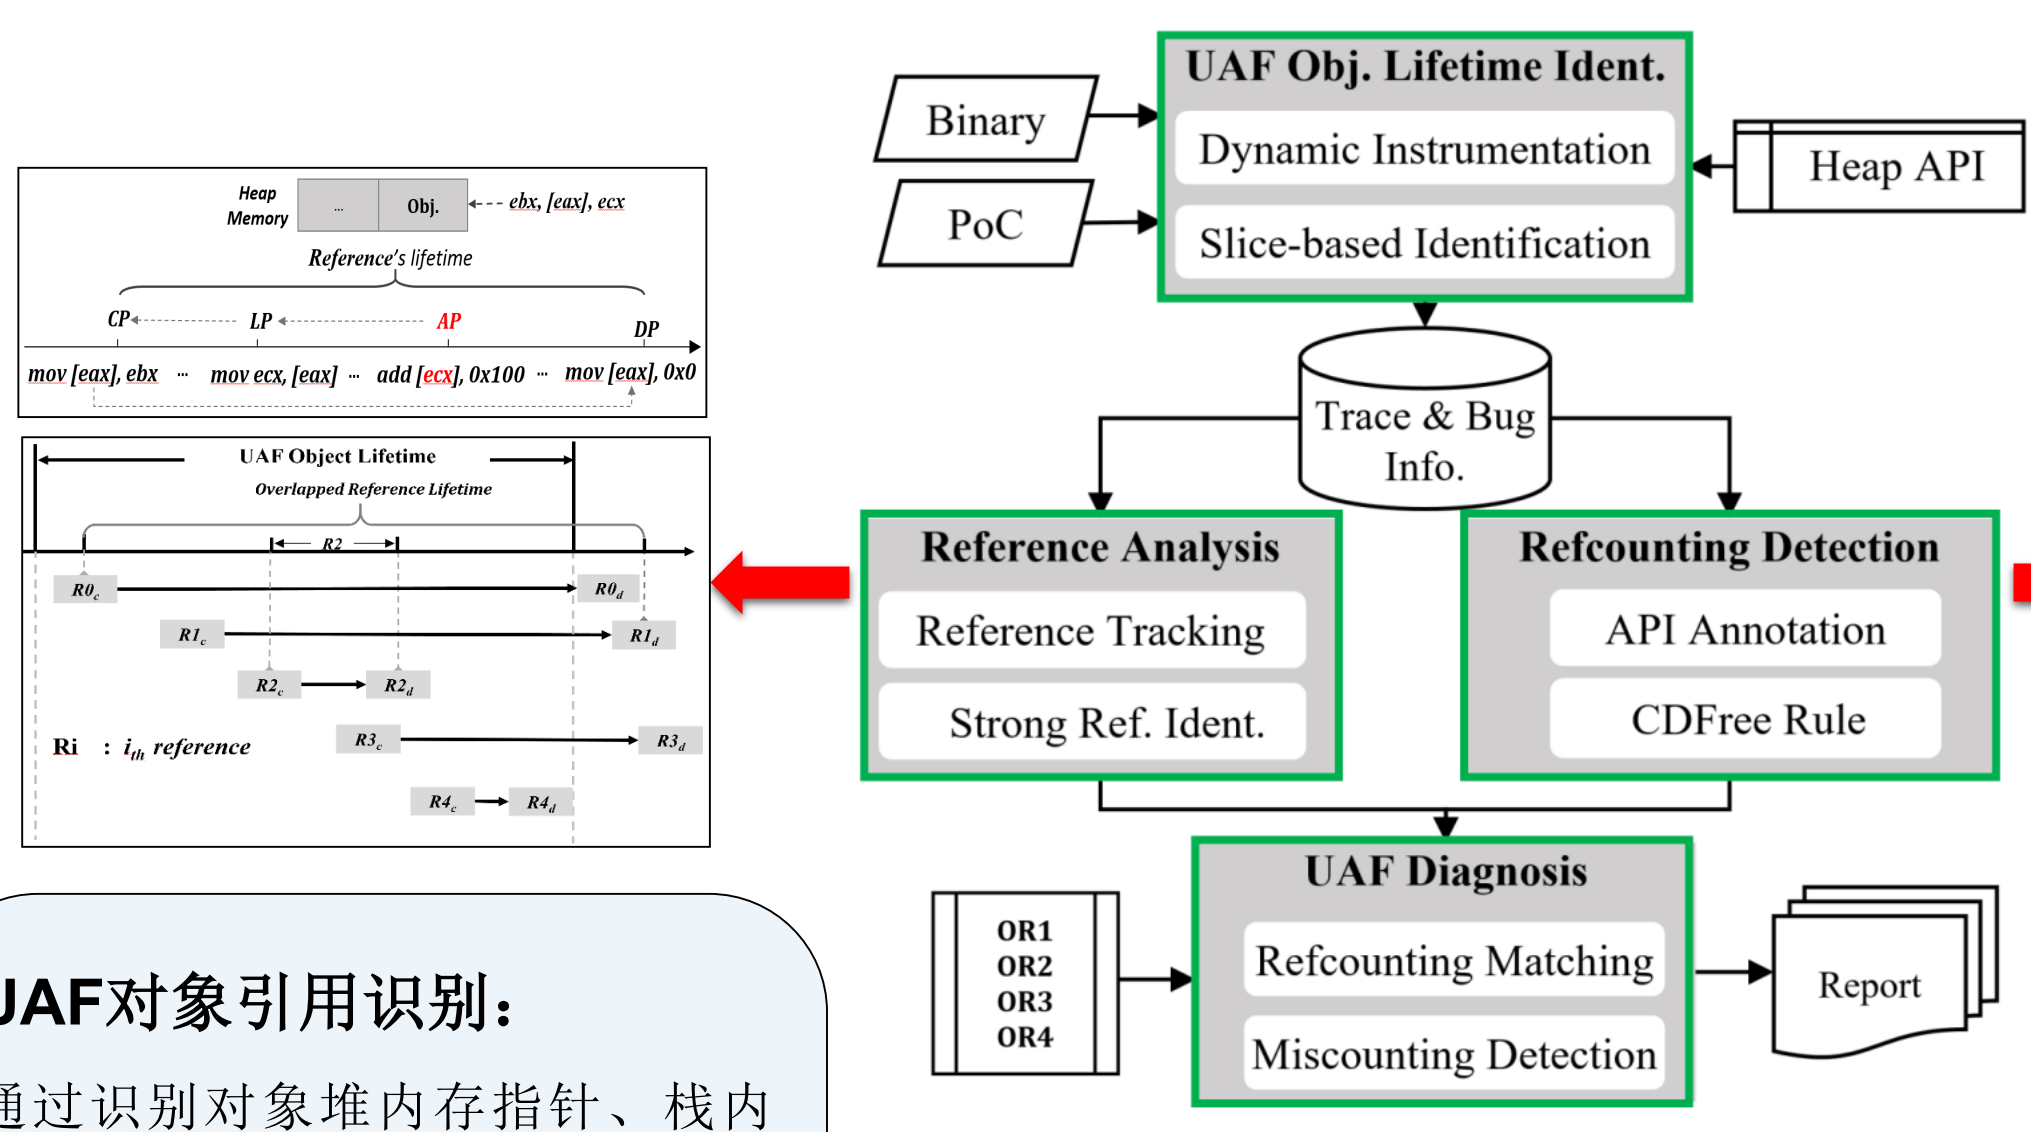 Heap
Memory
...
Obj.
ebx, [eax], ecx
Reference's lifetime
CP
LP
AP
DP
mov [eax], ebx ... mov ecx, [eax] ... add [ecx], 0x100 ... mov [eax], 0x0
UAF Object Lifetime
Overlapped Reference Lifetime
R2
R0c
R0d
R1c
R1d
R2c
R2d
R3c
R3d
Ri : ith reference
R4c
R4d
UAF对象引用识别：
通过识别对象堆内存指针、栈内
Binary
PoC
UAF Obj. Lifetime Ident.
Dynamic Instrumentation
Slice-based Identification
Heap API
Trace & Bug
Info.
Reference Analysis
Reference Tracking
Strong Ref. Ident.
Refcounting Detection
API Annotation
CDFree Rule
OR1
OR2
OR3
OR4
UAF Diagnosis
Refcounting Matching
Miscounting Detection
Report